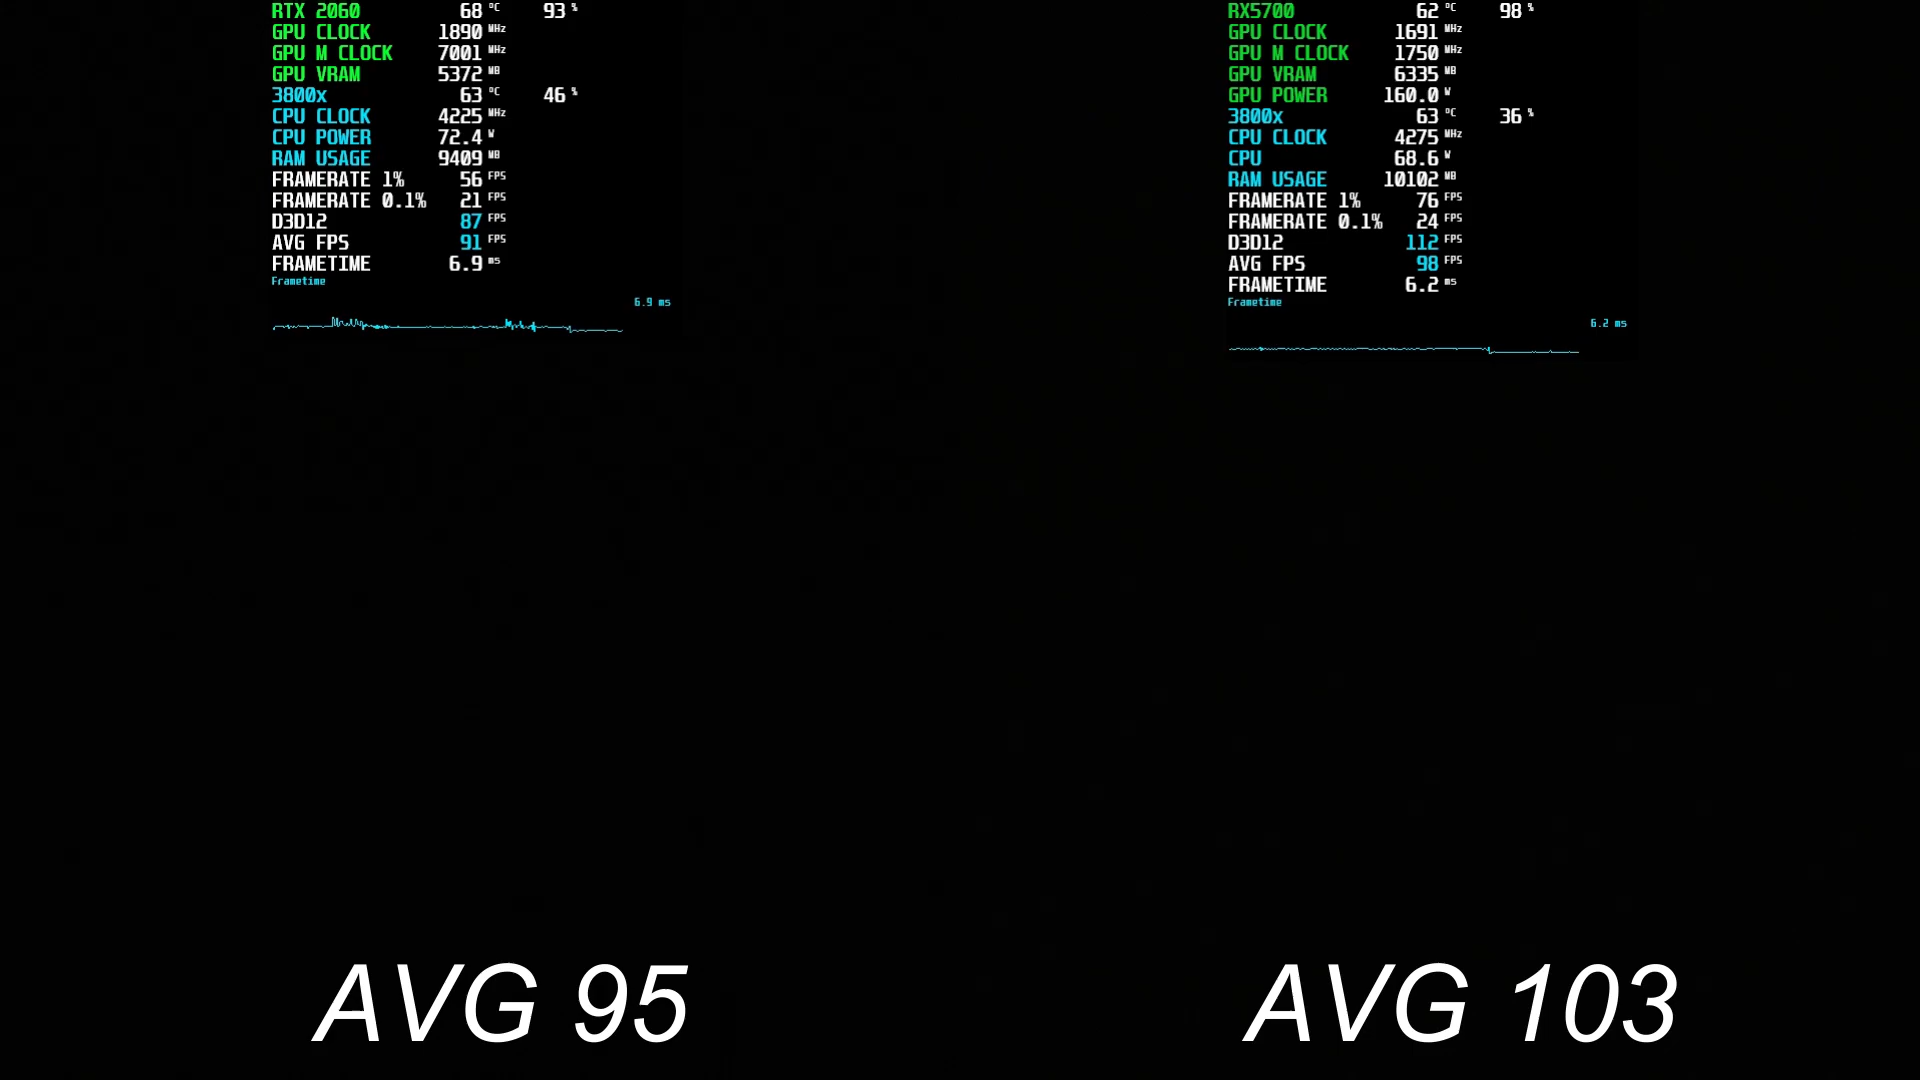 RTX 2060 68 °C 93 %
GPU CLOCK 1890 MHz
GPU M CLOCK 7001 MHz
GPU VRAM 5372 MB
3800x 63 °C 46 %
CPU CLOCK 4225 MHz
CPU POWER 72.4 W
RAM USAGE 9409 MB
FRAMERATE 1% 56 FPS
FRAMERATE 0.1% 21 FPS
D3D12 87 FPS
AVG FPS 91 FPS
FRAMETIME 6.9 ms
Frametime
6.9 ms
AVG 95
RX5700 62 °C 98 %
GPU CLOCK 1691 MHz
GPU M CLOCK 1750 MHz
GPU VRAM 6335 MB
GPU POWER 160.0 W
3800x 63 °C 36 %
CPU CLOCK 4275 MHz
CPU 68.6 W
RAM USAGE 10102 MB
FRAMERATE 1% 76 FPS
FRAMERATE 0.1% 24 FPS
D3D12 112 FPS
AVG FPS 98 FPS
FRAMETIME 6.2 ms
Frametime
6.2 ms
AVG 103